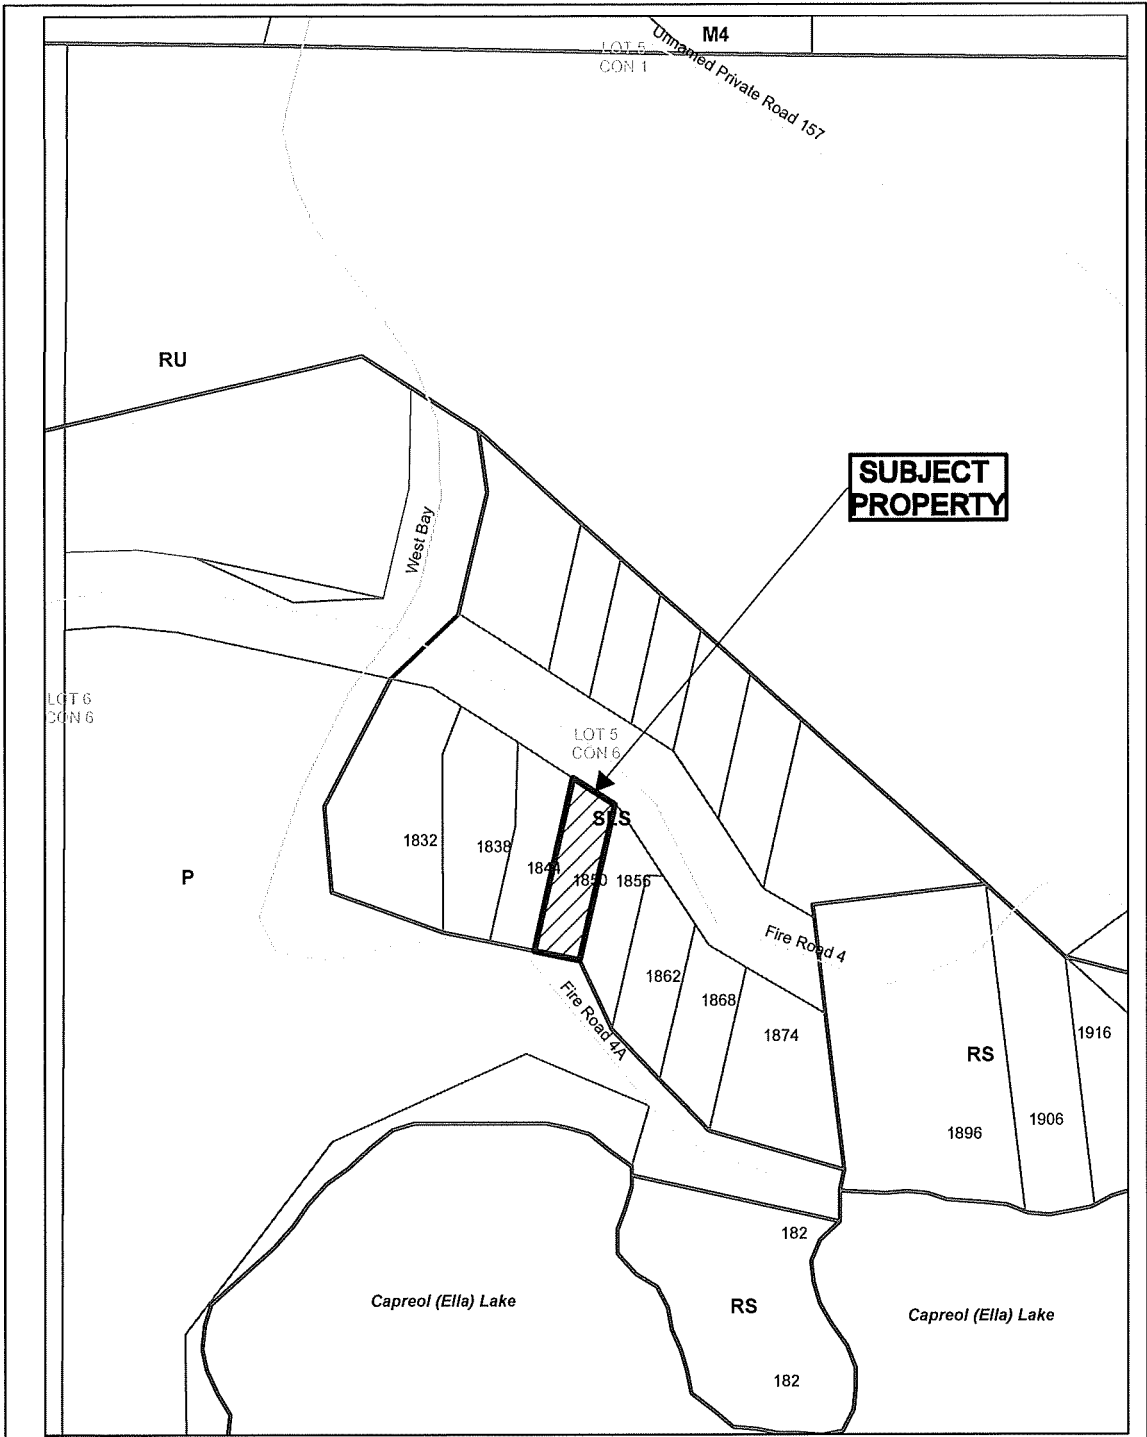 M4
LOT 5
CON 1
Unnamed Private Road 157
RU
SUBJECT
PROPERTY
West Bay
LOT 6
CON 6
LOT 5
CON 6
SLS
1832
1838
1844
1850
1856
P
Fire Road 4
1862
1868
1874
Fire Road 4A
RS
1916
1906
1896
182
Capreol (Ella) Lake
RS
Capreol (Ella) Lake
182